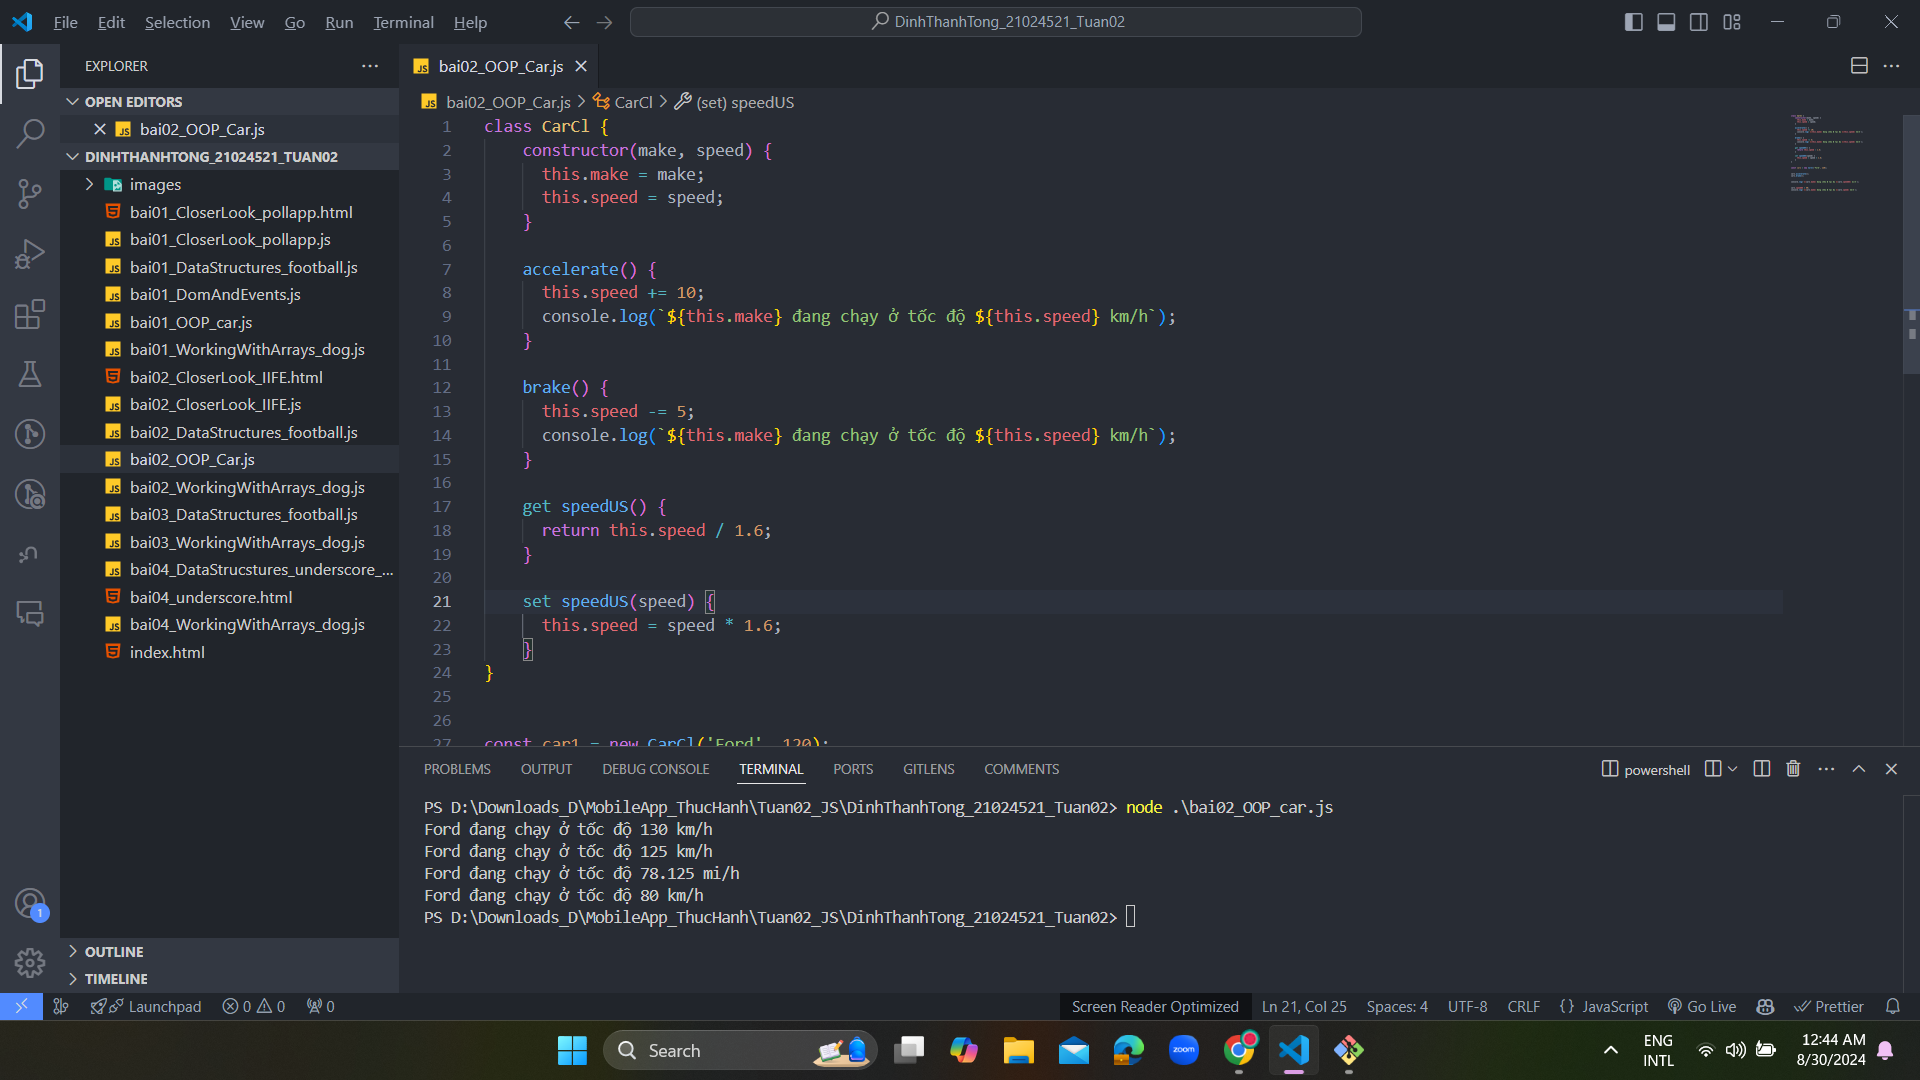 File Edit Selection View Go Run Terminal Help
DinhThanhTong_21024521_Tuan02
EXPLORER
OPEN EDITORS
bai02_OOP_Car.js
DINHTHANHTONG_21024521_TUAN02
images
bai01_CloserLook_pollapp.html
bai01_CloserLook_pollapp.js
bai01_DataStructures_football.js
bai01_DomAndEvents.js
bai01_OOP_car.js
bai01_WorkingWithArrays_dog.js
bai02_CloserLook_IIFE.html
bai02_CloserLook_IIFE.js
bai02_DataStructures_football.js
bai02_OOP_Car.js
bai02_WorkingWithArrays_dog.js
bai03_DataStructures_football.js
bai03_WorkingWithArrays_dog.js
bai04_DataStrucstures_underscore_...
bai04_underscore.html
bai04_WorkingWithArrays_dog.js
index.html
OUTLINE
TIMELINE
bai02_OOP_Car.js
bai02_OOP_Car.js > CarCl > (set) speedUS
1 class CarCl {
2 constructor(make, speed) {
3 this.make = make;
4 this.speed = speed;
5 }
6
7 accelerate() {
8 this.speed += 10;
9 console.log(`${this.make} đang chạy ở tốc độ ${this.speed} km/h`);
10 }
11
12 brake() {
13 this.speed -= 5;
14 console.log(`${this.make} đang chạy ở tốc độ ${this.speed} km/h`);
15 }
16
17 get speedUS() {
18 return this.speed / 1.6;
19 }
20
21 set speedUS(speed) {
22 this.speed = speed * 1.6;
23 }
24 }
25
26
27 const car1 = new CarCl('Ford', 120);
PROBLEMS OUTPUT DEBUG CONSOLE TERMINAL PORTS GITLENS COMMENTS
powershell
PS D:\Downloads_D\MobileApp_ThucHanh\Tuan02_JS\DinhThanhTong_21024521_Tuan02> node .\bai02_OOP_car.js
Ford đang chạy ở tốc độ 130 km/h
Ford đang chạy ở tốc độ 125 km/h
Ford đang chạy ở tốc độ 78.125 mi/h
Ford đang chạy ở tốc độ 80 km/h
PS D:\Downloads_D\MobileApp_ThucHanh\Tuan02_JS\DinhThanhTong_21024521_Tuan02>
1
Launchpad 0 0 0
Screen Reader Optimized Ln 21, Col 25 Spaces: 4 UTF-8 CRLF {} JavaScript Go Live Prettier
Search
zoom
ENG
INTL
12:44 AM
8/30/2024